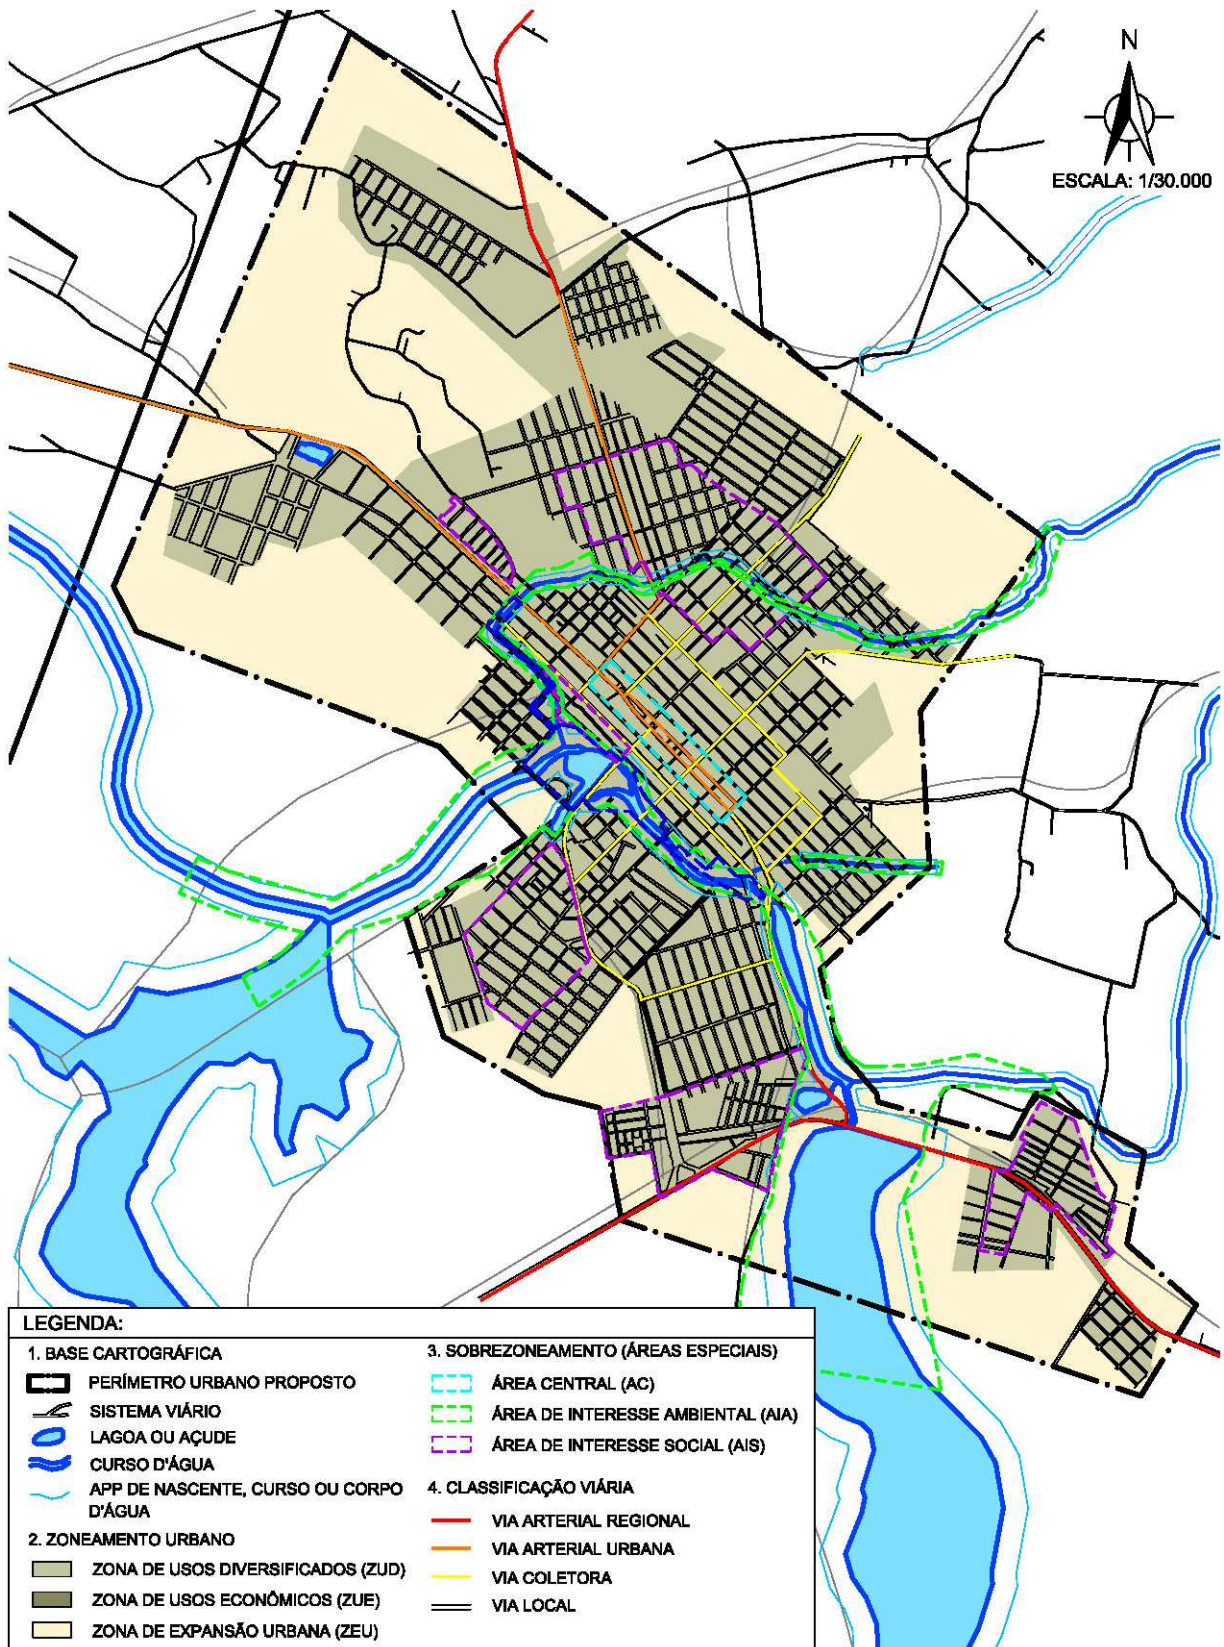 N
ESCALA: 1/30.000
LEGENDA:
1. BASE CARTOGRÁFICA
PERÍMETRO URBANO PROPOSTO
SISTEMA VIÁRIO
LAGOA OU AÇUDE
CURSO D'ÁGUA
APP DE NASCENTE, CURSO OU CORPO
D'ÁGUA
2. ZONEAMENTO URBANO
ZONA DE USOS DIVERSIFICADOS (ZUD)
ZONA DE USOS ECONÔMICOS (ZUE)
ZONA DE EXPANSÃO URBANA (ZEU)
3. SOBREZONEAMENTO (ÁREAS ESPECIAIS)
ÁREA CENTRAL (AC)
ÁREA DE INTERESSE AMBIENTAL (AIA)
ÁREA DE INTERESSE SOCIAL (AIS)
4. CLASSIFICAÇÃO VIÁRIA
VIA ARTERIAL REGIONAL
VIA ARTERIAL URBANA
VIA COLETORA
VIA LOCAL